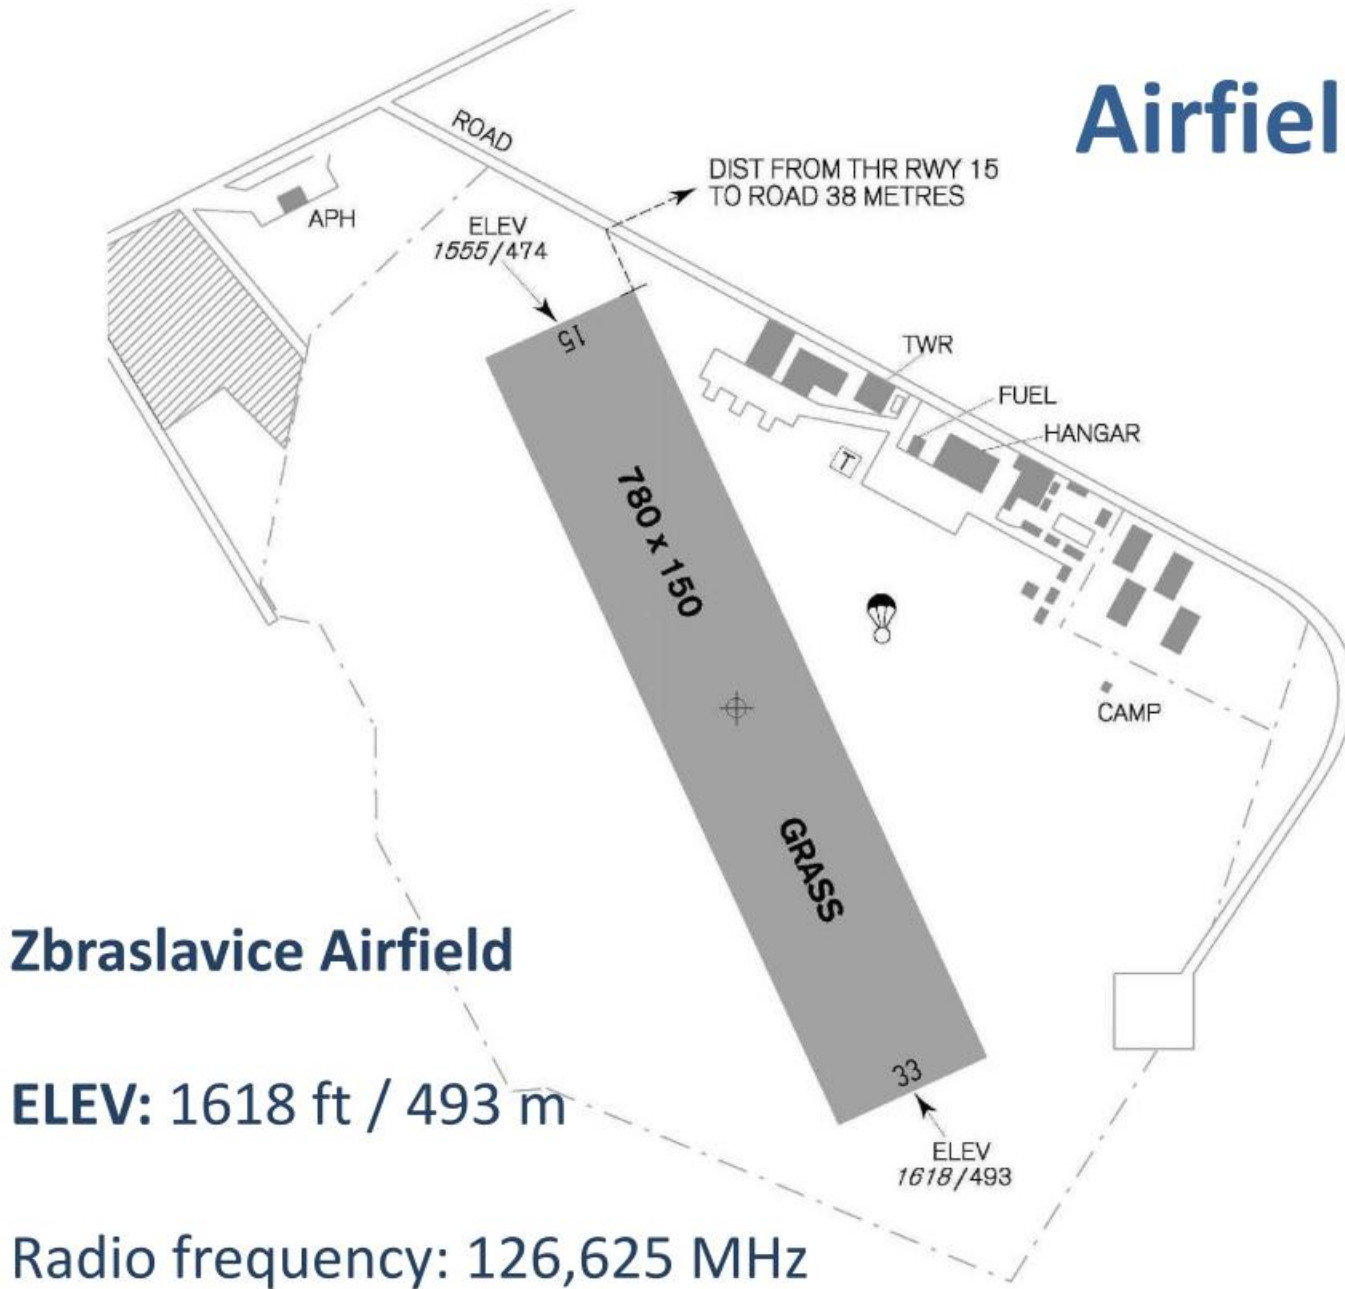 Airfiel
ROAD
DIST FROM THR RWY 15
TO ROAD 38 METRES
APH
ELEV
1555/474
15
TWR
FUEL
HANGAR
T
780 x 150
CAMP
GRASS
Zbraslavice Airfield
33
ELEV: 1618 ft / 493 m
ELEV
1618/493
Radio frequency: 126,625 MHz